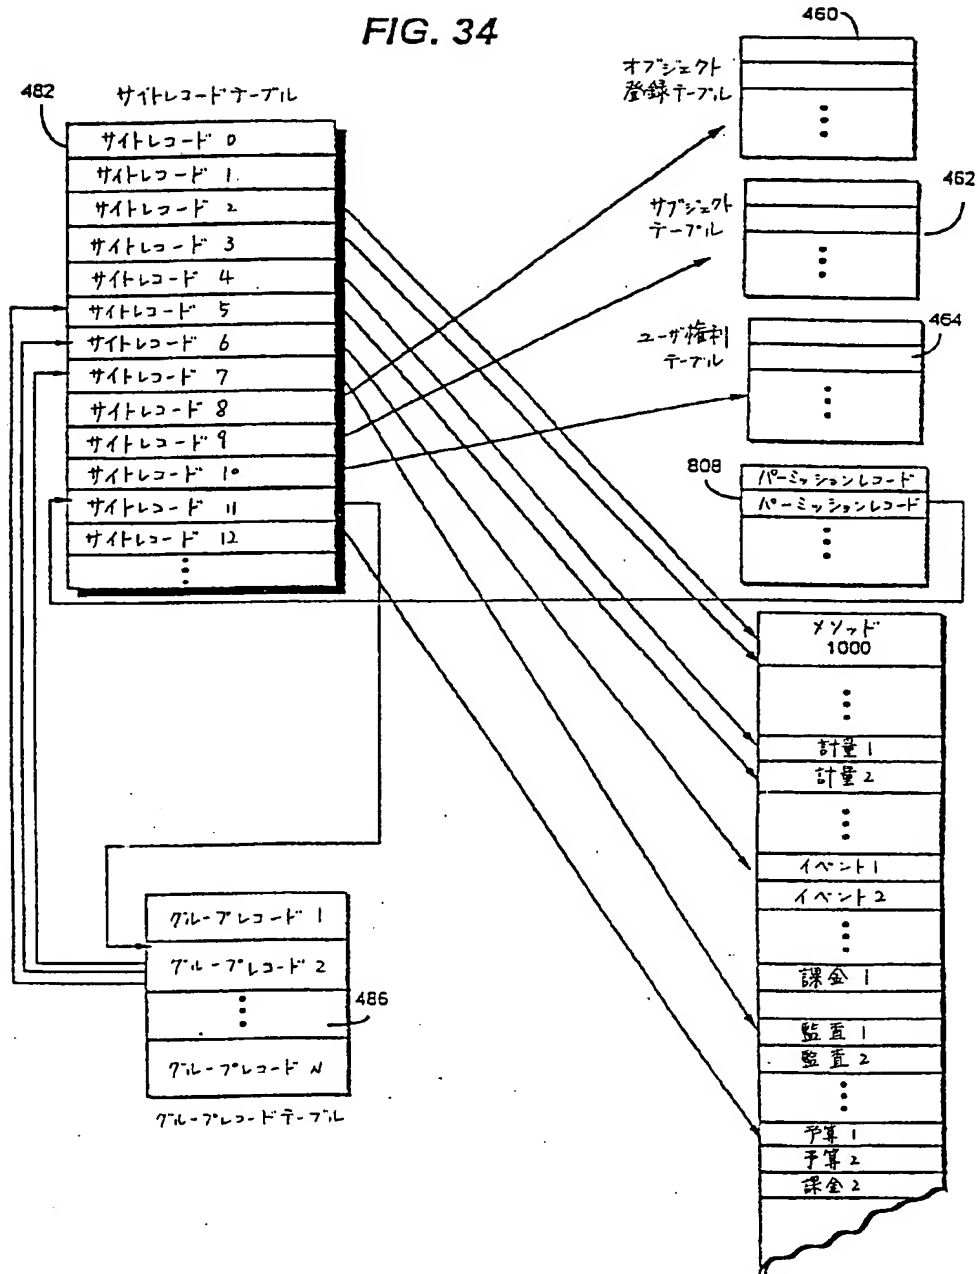 FIG. 34
482
サイトレコードテーブル
サイトレコード 0
サイトレコード 1
サイトレコード 2
サイトレコード 3
サイトレコード 4
サイトレコード 5
サイトレコード 6
サイトレコード 7
サイトレコード 8
サイトレコード 9
サイトレコード 10
サイトレコード 11
サイトレコード 12
グループレコード 1
グループレコード 2
486
グループレコード N
グループレコードテーブル
460
オブジェクト
登録テーブル
462
サブジェクト
テーブル
464
ユーザ権利
テーブル
808
パーミッションレコード
パーミッションレコード
メソッド
1000
計量 1
計量 2
イベント 1
イベント 2
課金 1
監査 1
監査 2
予算 1
予算 2
課金 2